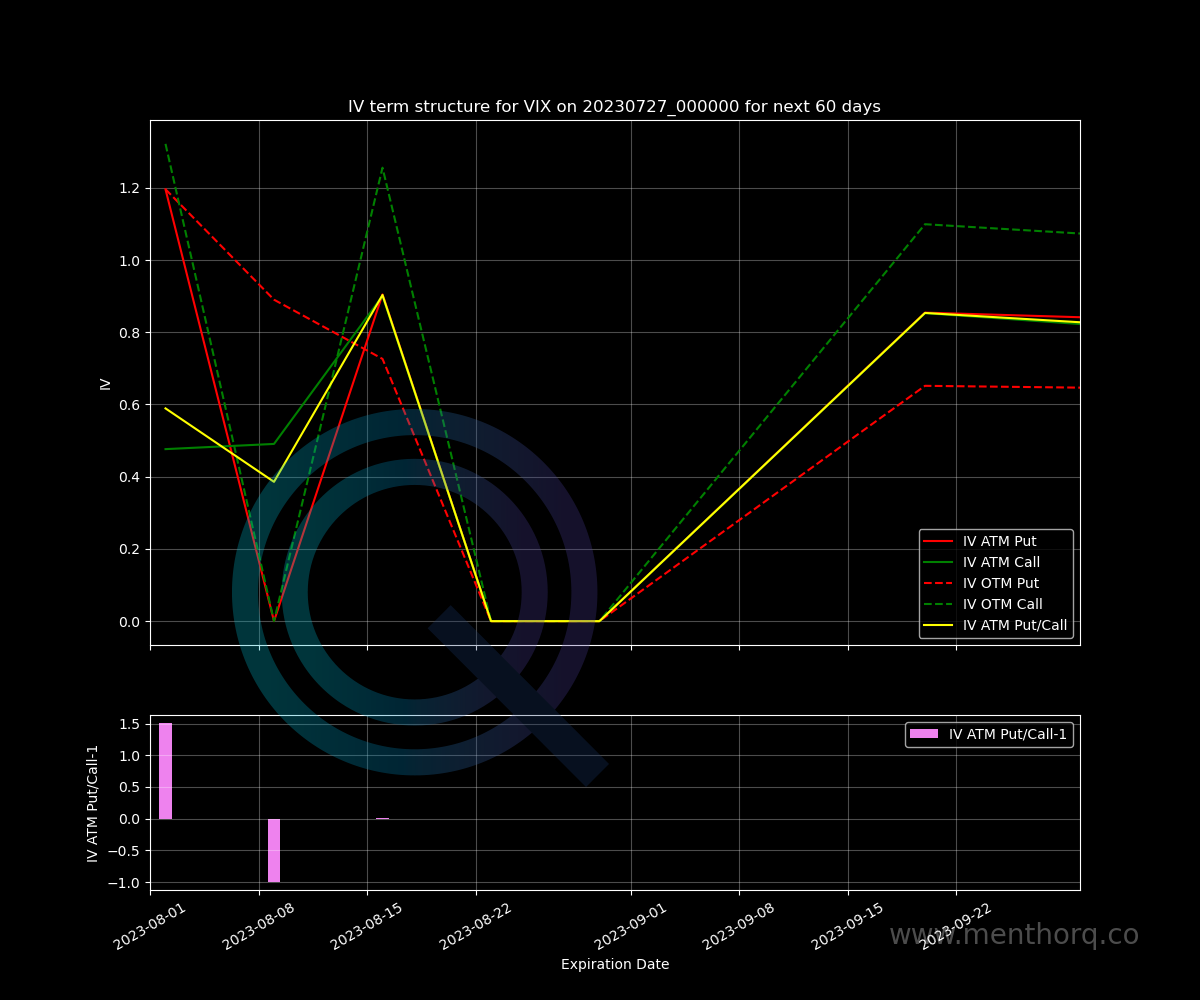 IV term structure for VIX on 20230727_000000 for next 60 days
IV
1.2
1.0
0.8
0.6
0.4
0.2
0.0
IV ATM Put
IV ATM Call
IV OTM Put
IV OTM Call
IV ATM Put/Call
IV ATM Put/Call-1
1.5
1.0
0.5
0.0
−0.5
−1.0
IV ATM Put/Call-1
2023-08-01
2023-08-08
2023-08-15
2023-08-22
2023-09-01
2023-09-08
2023-09-15
2023-09-22
www.menthorq.co
Expiration Date